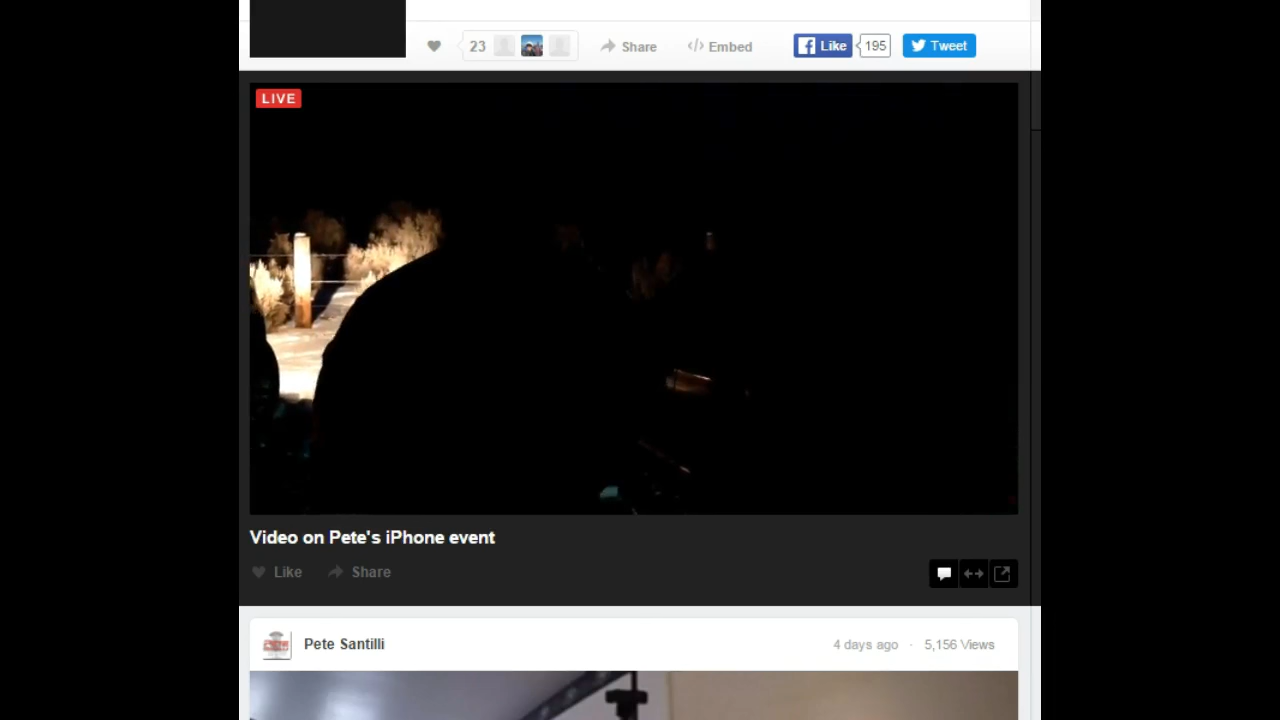 23
Share
</> Embed
Like
195
Tweet
LIVE
Video on Pete's iPhone event
Like
Share
Pete Santilli
4 days ago · 5,156 Views